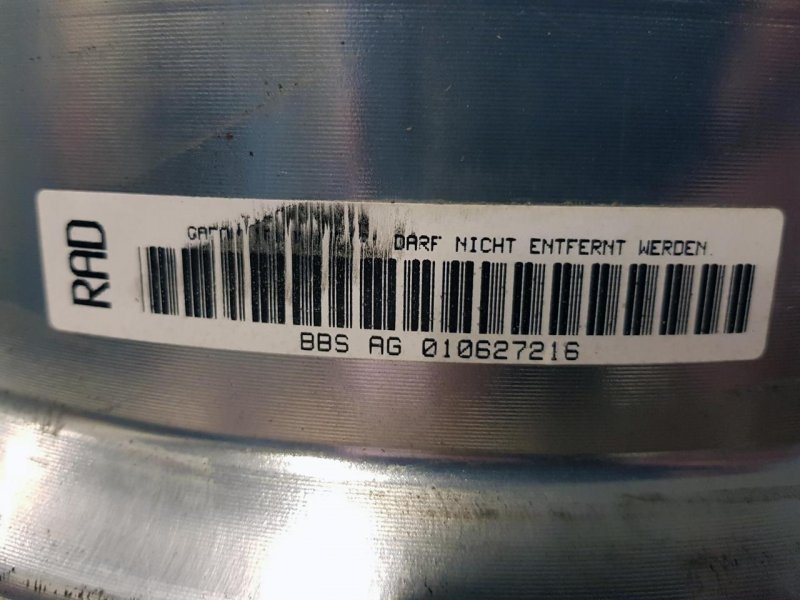 RAD
DARF NICHT ENTFERNT WERDEN.
BBS AG 010627216